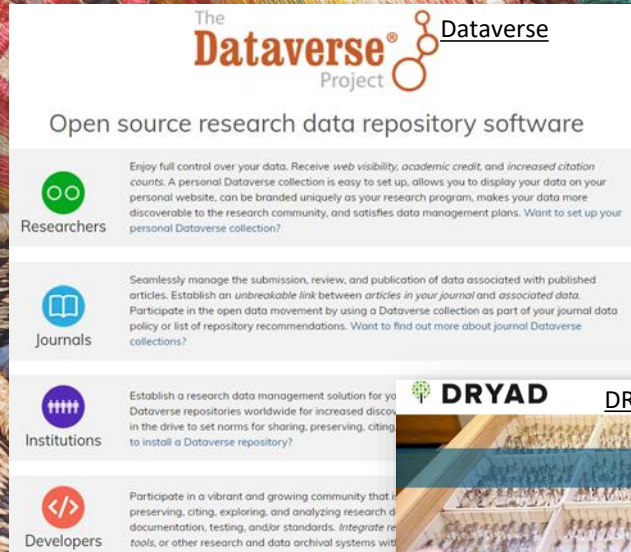 The
Dataverse®
Project
Dataverse
Open source research data repository software
Researchers
Enjoy full control over your data. Receive web visibility, academic credit, and increased citation
counts. A personal Dataverse collection is easy to set up, allows you to display your data on your
personal website, can be branded uniquely as your research program, makes your data more
discoverable to the research community, and satisfies data management plans. Want to set up your
personal Dataverse collection?
Journals
Seamlessly manage the submission, review, and publication of data associated with published
articles. Establish an unbreakable link between articles in your journal and associated data.
Participate in the open data movement by using a Dataverse collection as part of your journal data
policy or list of repository recommendations. Want to find out more about journal Dataverse
collections?
Institutions
Establish a research data management solution for yo
Dataverse repositories worldwide for increased discov
in the drive to set norms for sharing, preserving, citing,
to install a Dataverse repository?
Developers
Participate in a vibrant and growing community that i
preserving, citing, exploring, and analyzing research d
documentation, testing, and/or standards. Integrate re
tools, or other research and data archival systems wit
DRYAD
DR